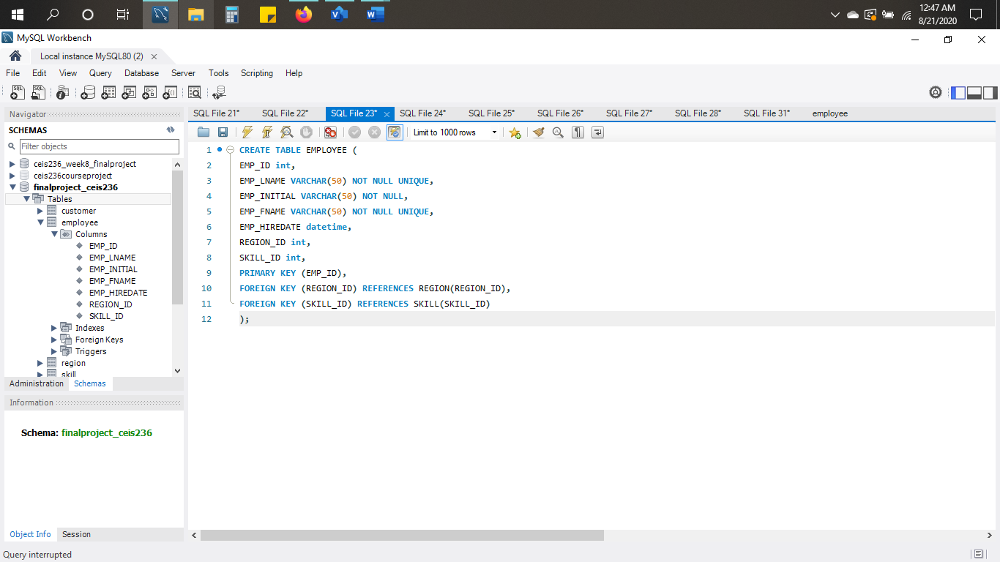 12:47 AM
8/21/2020
MySQL Workbench
Local instance MySQL80 (2)
File Edit View Query Database Server Tools Scripting Help
Navigator
SCHEMAS
Filter objects
ceis236_week8_finalproject
ceis236courseproject
finalproject_ceis236
Tables
customer
employee
Columns
EMP_ID
EMP_LNAME
EMP_INITIAL
EMP_FNAME
EMP_HIREDATE
REGION_ID
SKILL_ID
Indexes
Foreign Keys
Triggers
region
skill
Administration Schemas
Information
Schema: finalproject_ceis236
Object Info Session
SQL File 21* SQL File 22* SQL File 23* SQL File 24* SQL File 25* SQL File 26* SQL File 27* SQL File 28* SQL File 31* employee
Limit to 1000 rows
1 CREATE TABLE EMPLOYEE (
2 EMP_ID int,
3 EMP_LNAME VARCHAR(50) NOT NULL UNIQUE,
4 EMP_INITIAL VARCHAR(50) NOT NULL,
5 EMP_FNAME VARCHAR(50) NOT NULL UNIQUE,
6 EMP_HIREDATE datetime,
7 REGION_ID int,
8 SKILL_ID int,
9 PRIMARY KEY (EMP_ID),
10 FOREIGN KEY (REGION_ID) REFERENCES REGION(REGION_ID),
11 FOREIGN KEY (SKILL_ID) REFERENCES SKILL(SKILL_ID)
12 );
Query interrupted